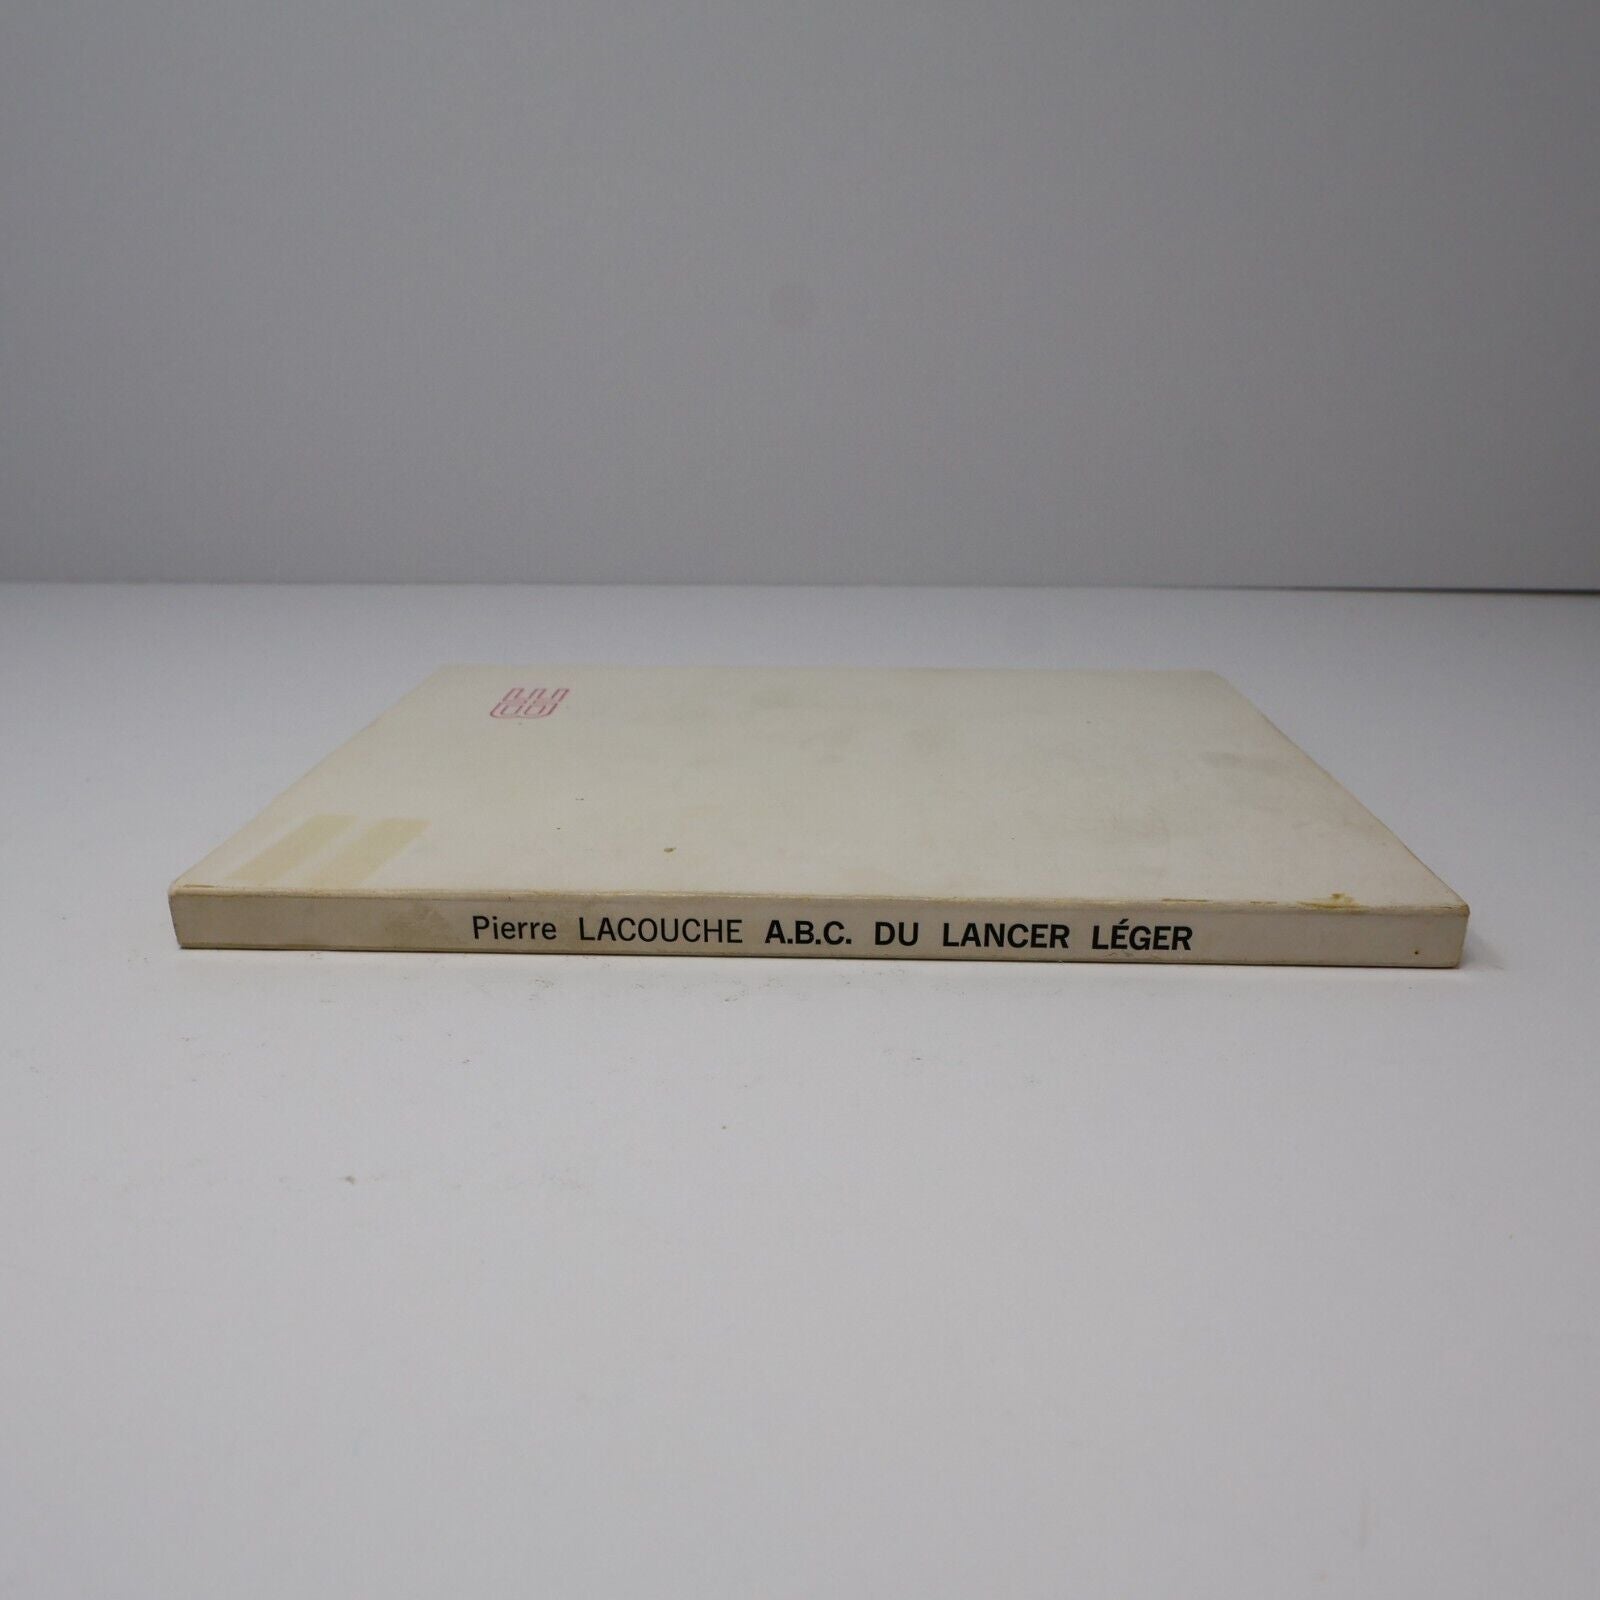 Pierre LACOUCHE A.B.C. DU LANCER LÉGER